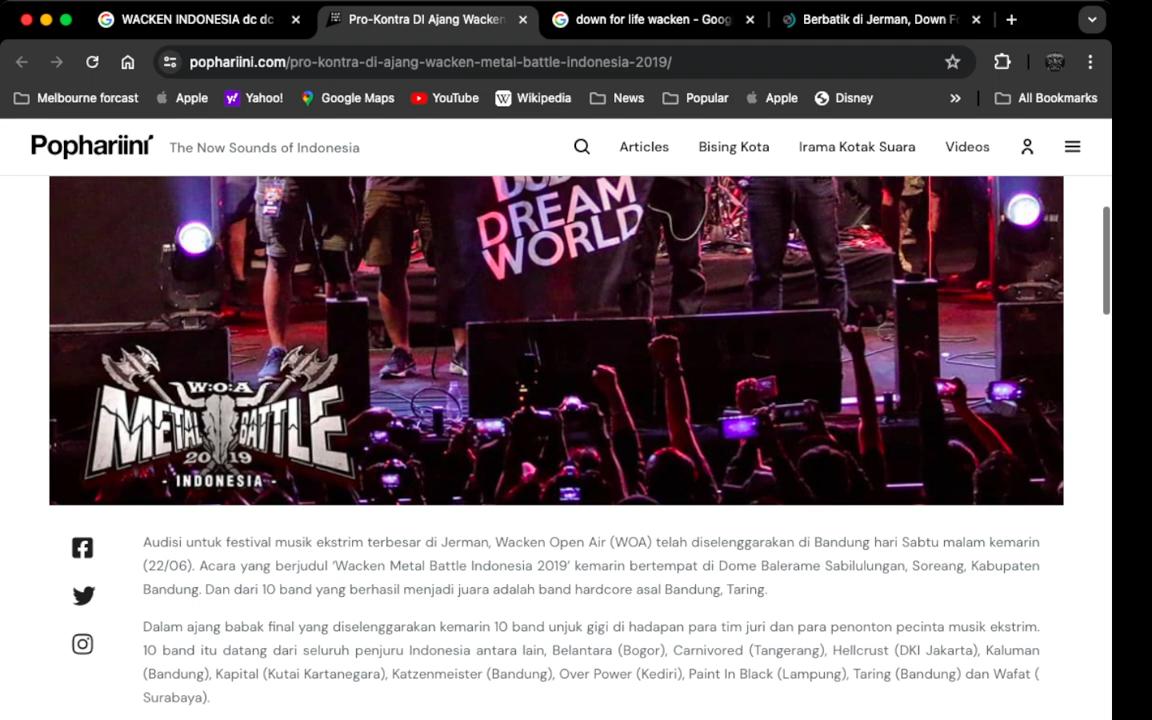 WACKEN INDONESIA dc dc
Pro-Kontra DI Ajang Wacken
down for life wacken - Goog
Berbatik di Jerman, Down Fo
pophariini.com/pro-kontra-di-ajang-wacken-metal-battle-indonesia-2019/
Melbourne forcast Apple Yahoo! Google Maps YouTube Wikipedia News Popular Apple Disney » All Bookmarks
Pophariini The Now Sounds of Indonesia Articles Bising Kota Irama Kotak Suara Videos
DREAM
WORLD
W:O:A
METAL BATTLE
2019
- INDONESIA -
Audisi untuk festival musik ekstrim terbesar di Jerman, Wacken Open Air (WOA) telah diselenggarakan di Bandung hari Sabtu malam kemarin
(22/06). Acara yang berjudul ‘Wacken Metal Battle Indonesia 2019’ kemarin bertempat di Dome Balerame Sabilulungan, Soreang, Kabupaten
Bandung. Dan dari 10 band yang berhasil menjadi juara adalah band hardcore asal Bandung, Taring.
Dalam ajang babak final yang diselenggarakan kemarin 10 band unjuk gigi di hadapan para tim juri dan para penonton pecinta musik ekstrim.
10 band itu datang dari seluruh penjuru Indonesia antara lain, Belantara (Bogor), Carnivored (Tangerang), Hellcrust (DKI Jakarta), Kaluman
(Bandung), Kapital (Kutai Kartanegara), Katzenmeister (Bandung), Over Power (Kediri), Paint In Black (Lampung), Taring (Bandung) dan Wafat (
Surabaya).